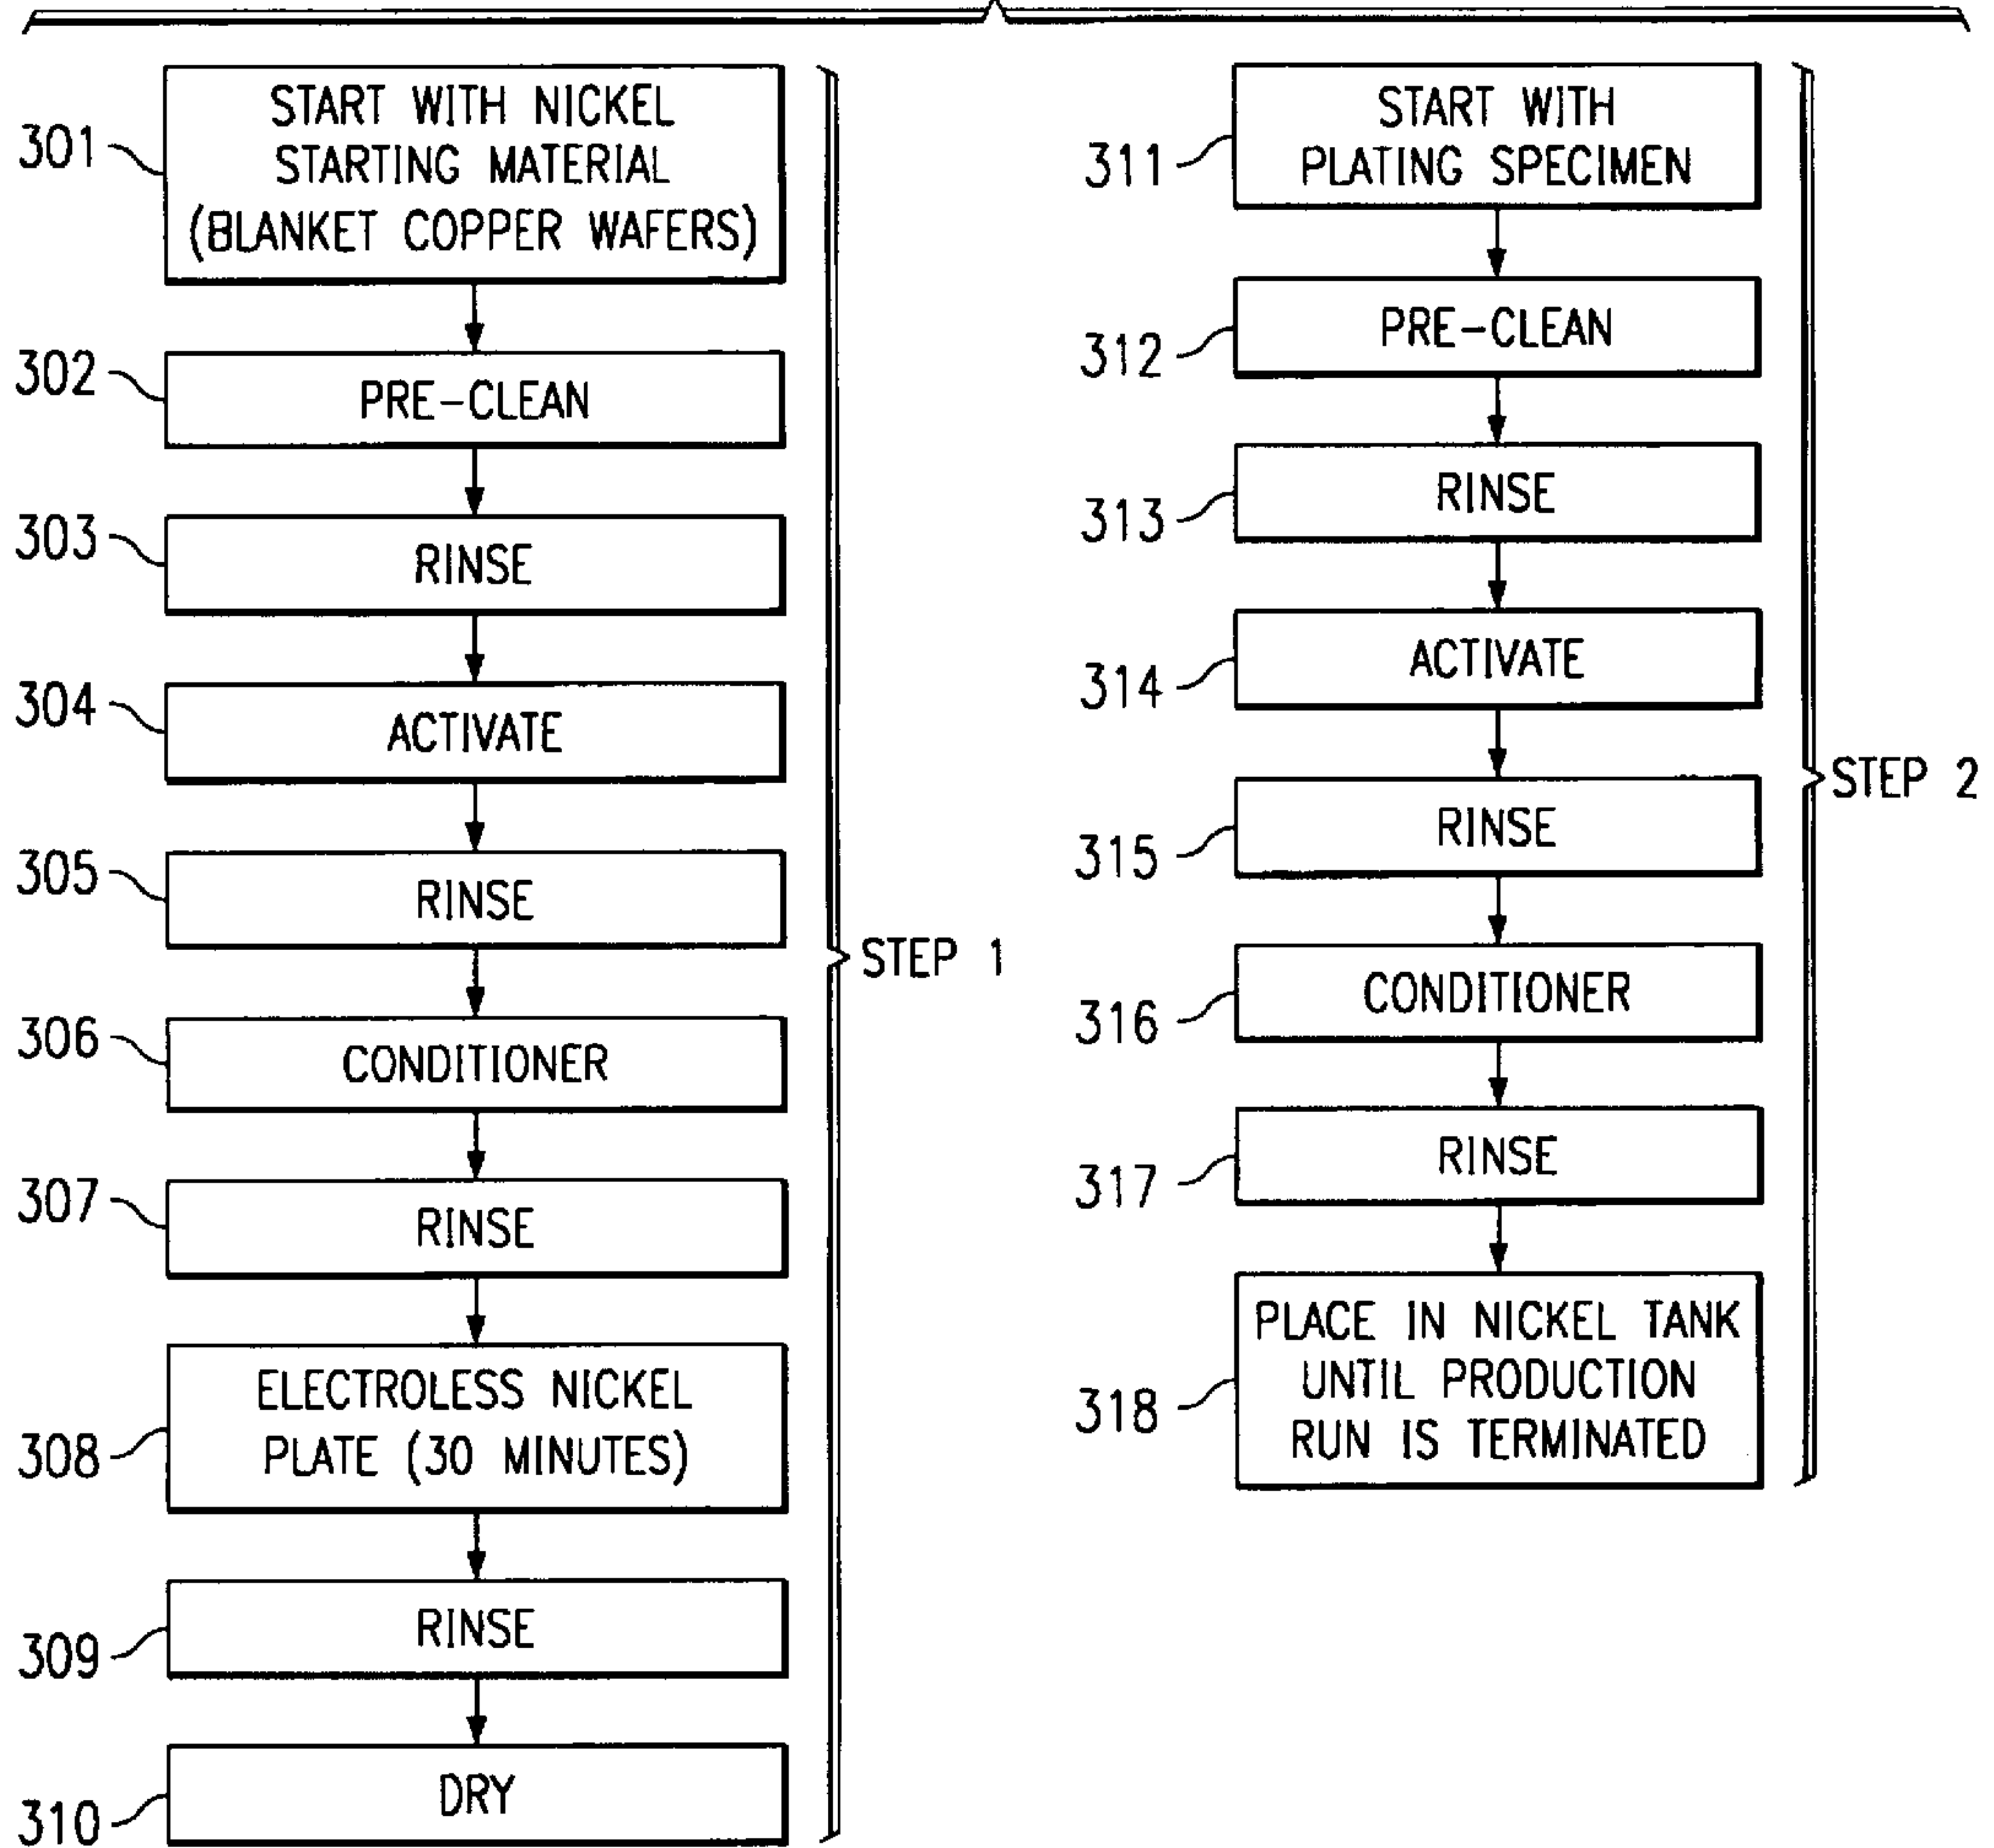 301
START WITH NICKEL
STARTING MATERIAL
(BLANKET COPPER WAFERS)
302
PRE-CLEAN
303
RINSE
304
ACTIVATE
305
RINSE
306
CONDITIONER
307
RINSE
308
ELECTROLESS NICKEL
PLATE (30 MINUTES)
309
RINSE
310
DRY
STEP 1
311
START WITH
PLATING SPECIMEN
312
PRE-CLEAN
313
RINSE
314
ACTIVATE
315
RINSE
316
CONDITIONER
317
RINSE
318
PLACE IN NICKEL TANK
UNTIL PRODUCTION
RUN IS TERMINATED
STEP 2